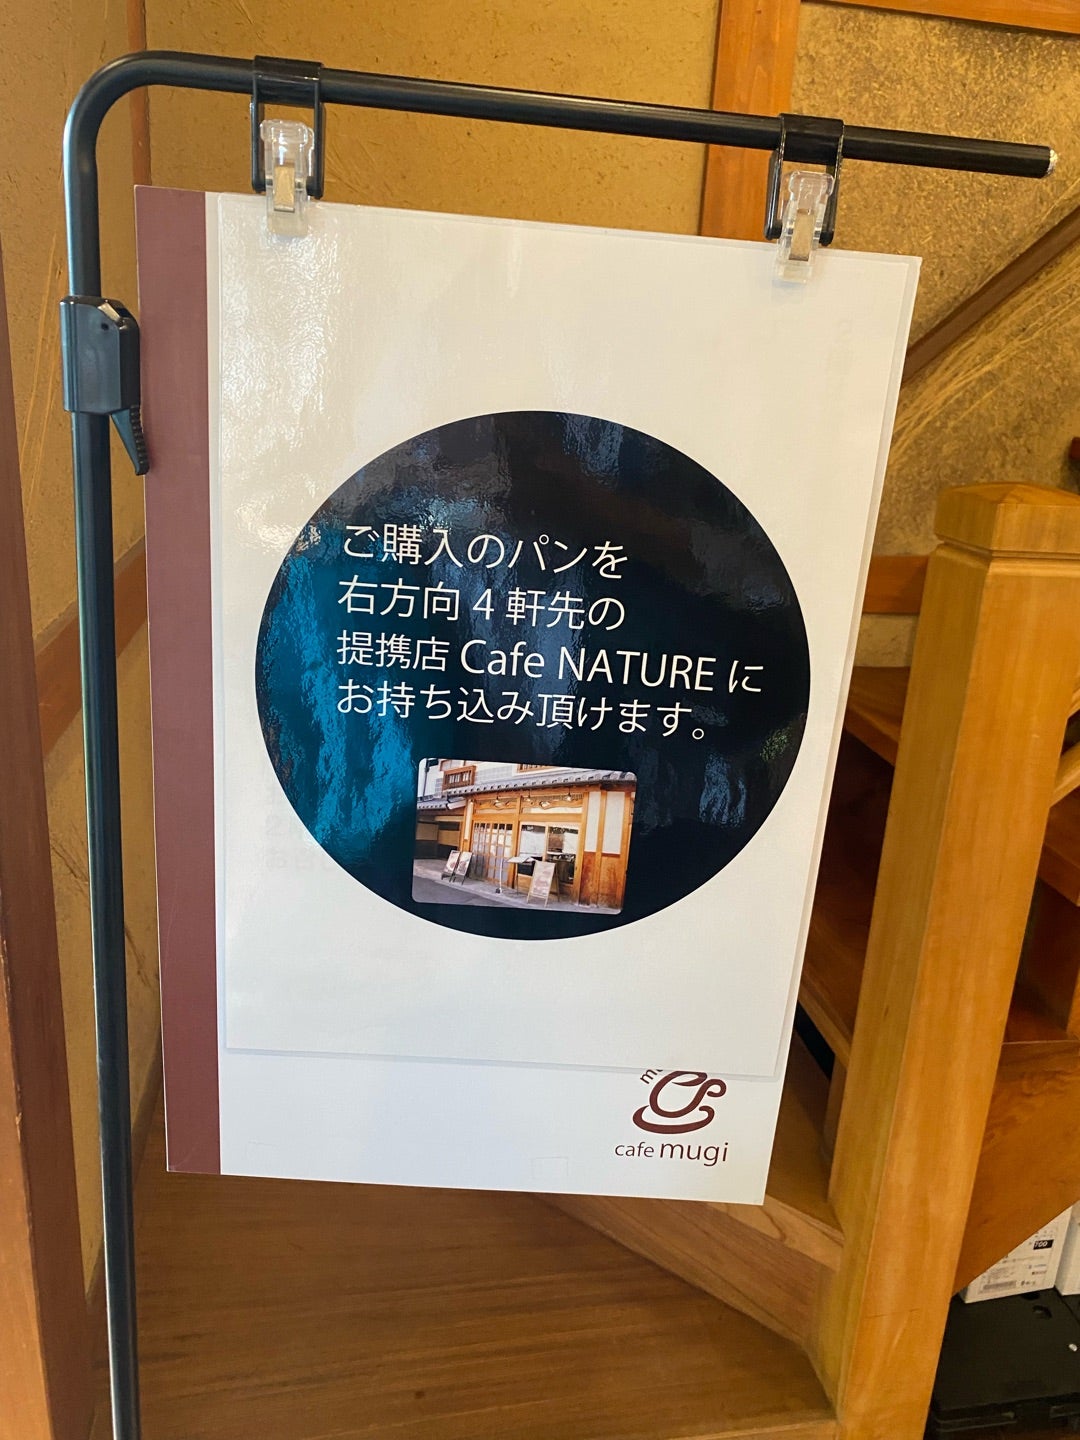 ご購入のパンを
右方向 4 軒先の
提携店 Cafe NATURE に
お持ち込み頂けます。
cafe mugi